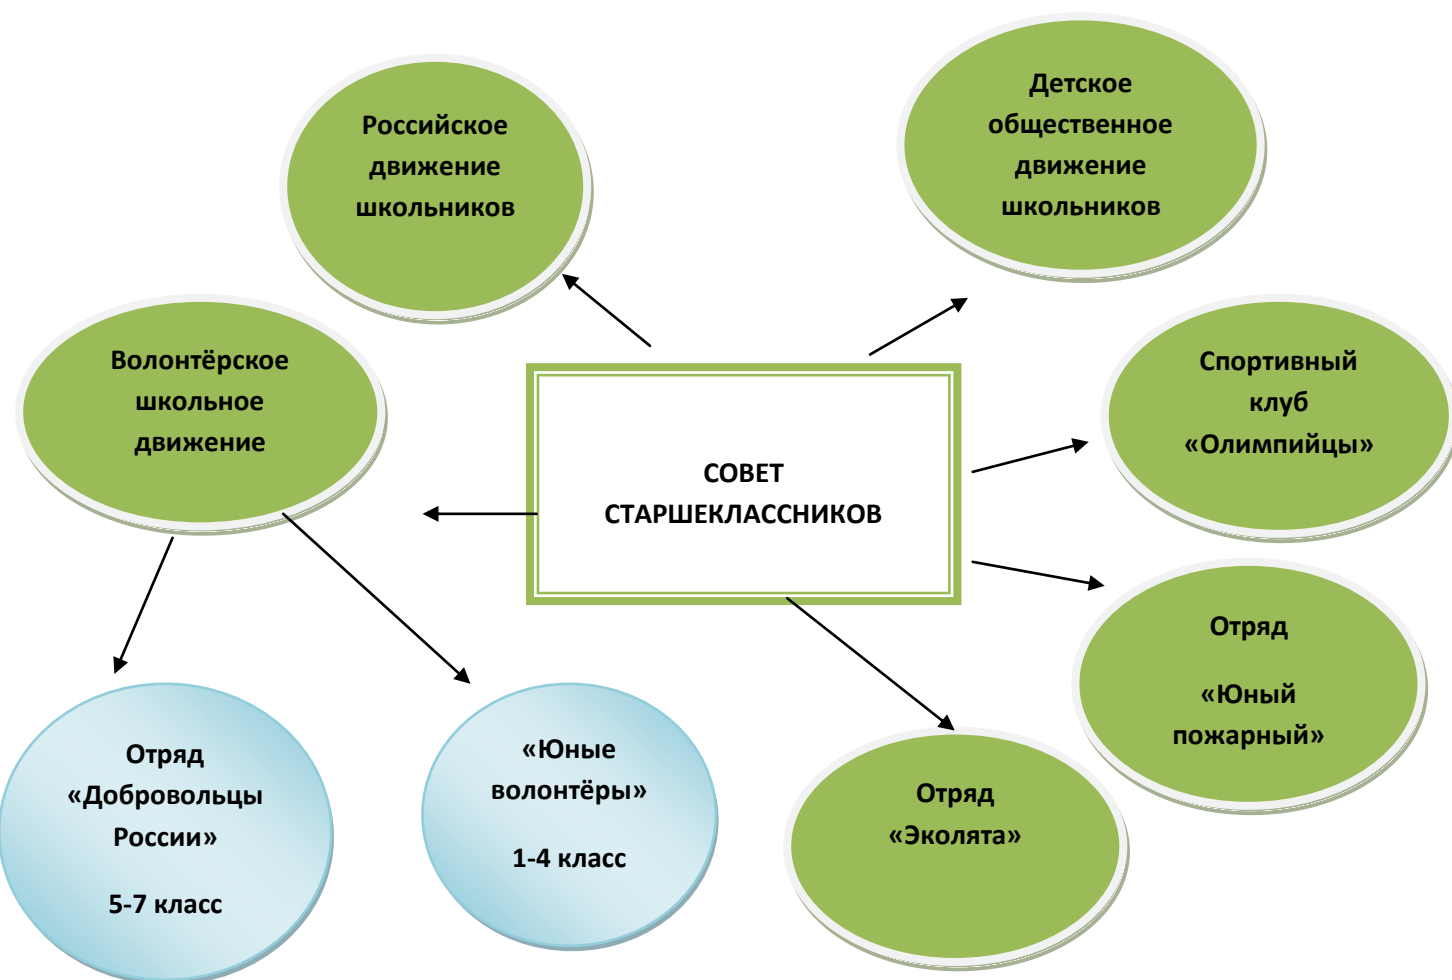 Российское
движение
школьников
Детское
общественное
движение
школьников
Волонтёрское
школьное
движение
Спортивный
клуб
«Олимпийцы»
СОВЕТ
СТАРШЕКЛАССНИКОВ
Отряд
«Юный
пожарный»
Отряд
«Добровольцы
России»
5-7 класс
«Юные
волонтёры»
1-4 класс
Отряд
«Эколята»